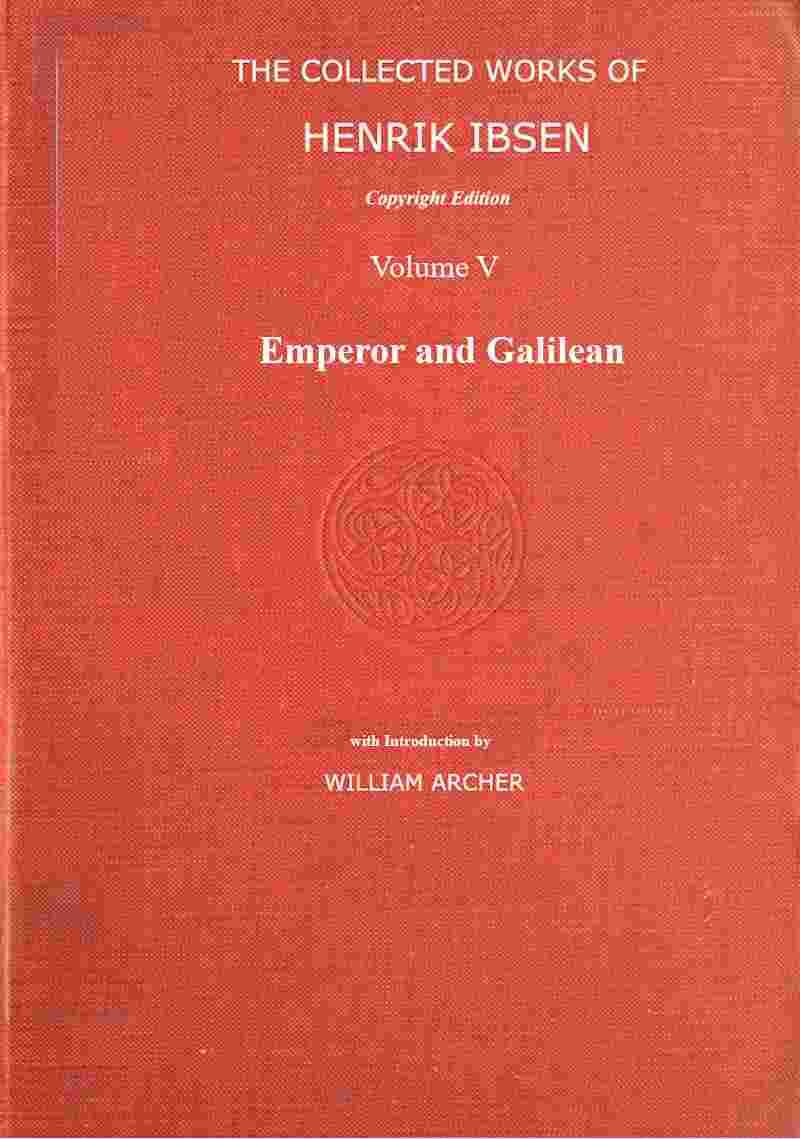 THE COLLECTED WORKS OF
HENRIK IBSEN
Copyright Edition
Volume V
Emperor and Galilean
with Introduction by
WILLIAM ARCHER